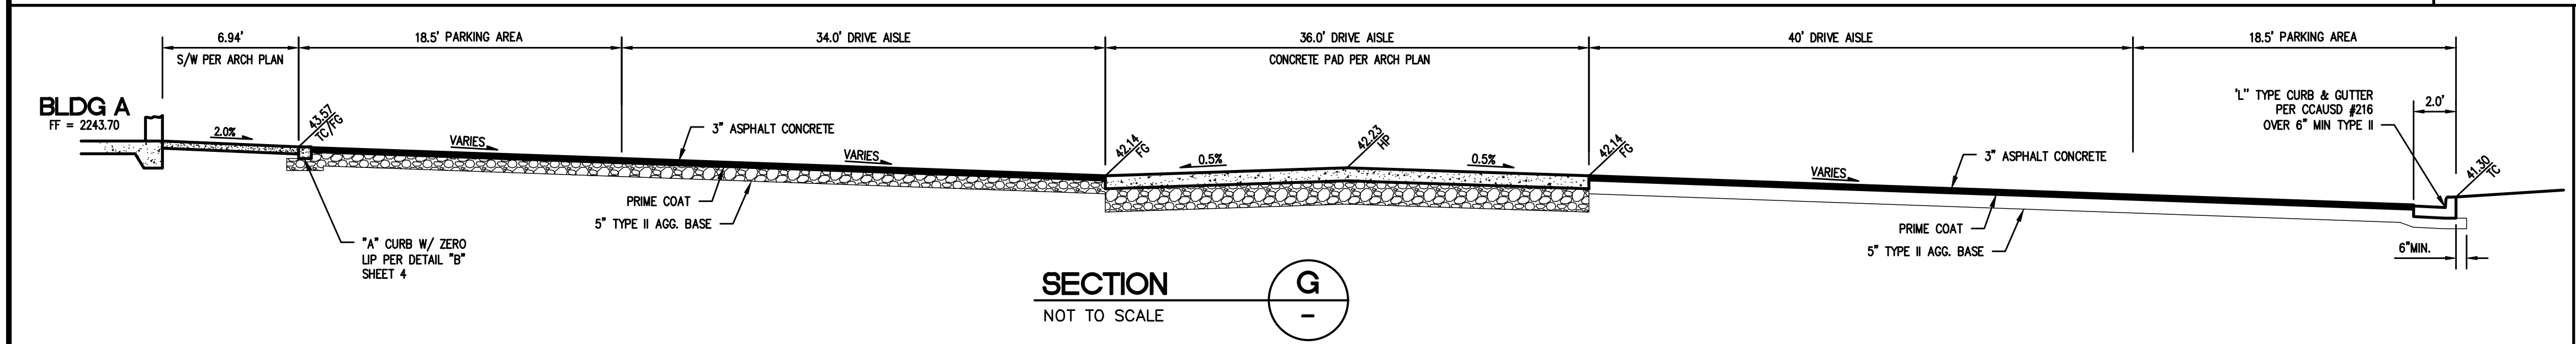 6.94'
18.5' PARKING AREA
34.0' DRIVE AISLE
36.0' DRIVE AISLE
40' DRIVE AISLE
18.5' PARKING AREA
S/W PER ARCH PLAN
CONCRETE PAD PER ARCH PLAN
BLDG A
FF = 2243.70
2.0%
43.57
TC/FG
VARIES
3" ASPHALT CONCRETE
VARIES
42.14
FG
0.5%
42.23
HP
0.5%
42.14
FG
VARIES
3" ASPHALT CONCRETE
'L" TYPE CURB & GUTTER
PER CCAUSD #216
OVER 6" MIN TYPE II
2.0'
41.30
TC
PRIME COAT
5" TYPE II AGG. BASE
"A" CURB W/ ZERO
LIP PER DETAIL "B"
SHEET 4
PRIME COAT
5" TYPE II AGG. BASE
6"MIN.
SECTION
NOT TO SCALE
G
-